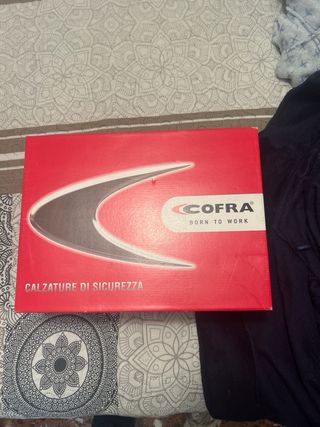 COFRA®
BORN TO WORK
CALZATURE DI SICUREZZA